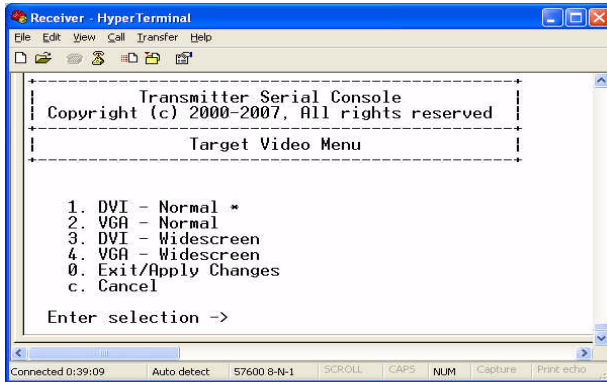 Receiver - HyperTerminal
File Edit View Call Transfer Help
Transmitter Serial Console
Copyright (c) 2000-2007, All rights reserved
Target Video Menu
1. DVI - Normal *
2. VGA - Normal
3. DVI - Widescreen
4. VGA - Widescreen
0. Exit/Apply Changes
c. Cancel
Enter selection ->
Connected 0:39:09 Auto detect 57600 8-N-1 SCROLL CAPS NUM Capture Print echo